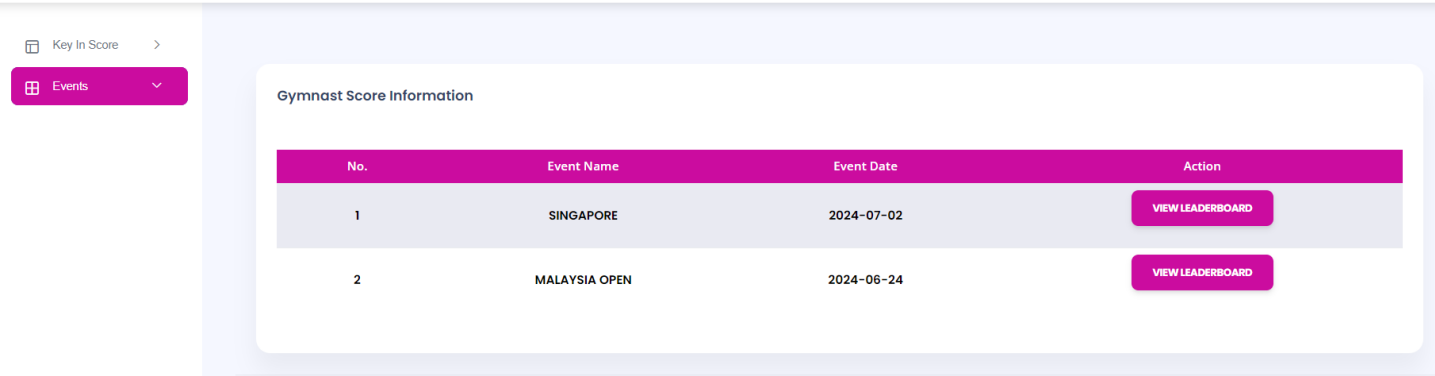 Key In Score
Events
Gymnast Score Information
No. Event Name Event Date Action
1 SINGAPORE 2024-07-02 VIEW LEADERBOARD
2 MALAYSIA OPEN 2024-06-24 VIEW LEADERBOARD